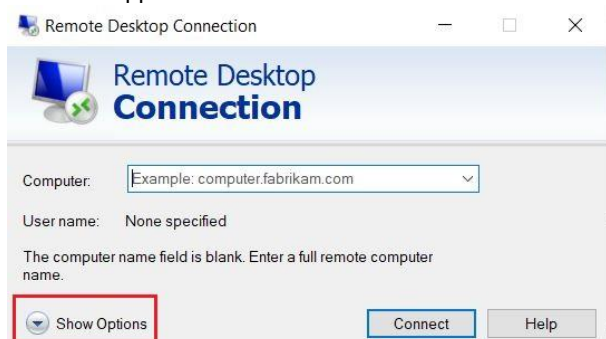 Remote Desktop Connection
Remote Desktop
Connection
Computer: Example: computer.fabrikam.com
User name: None specified
The computer name field is blank. Enter a full remote computer
name.
Show Options Connect Help